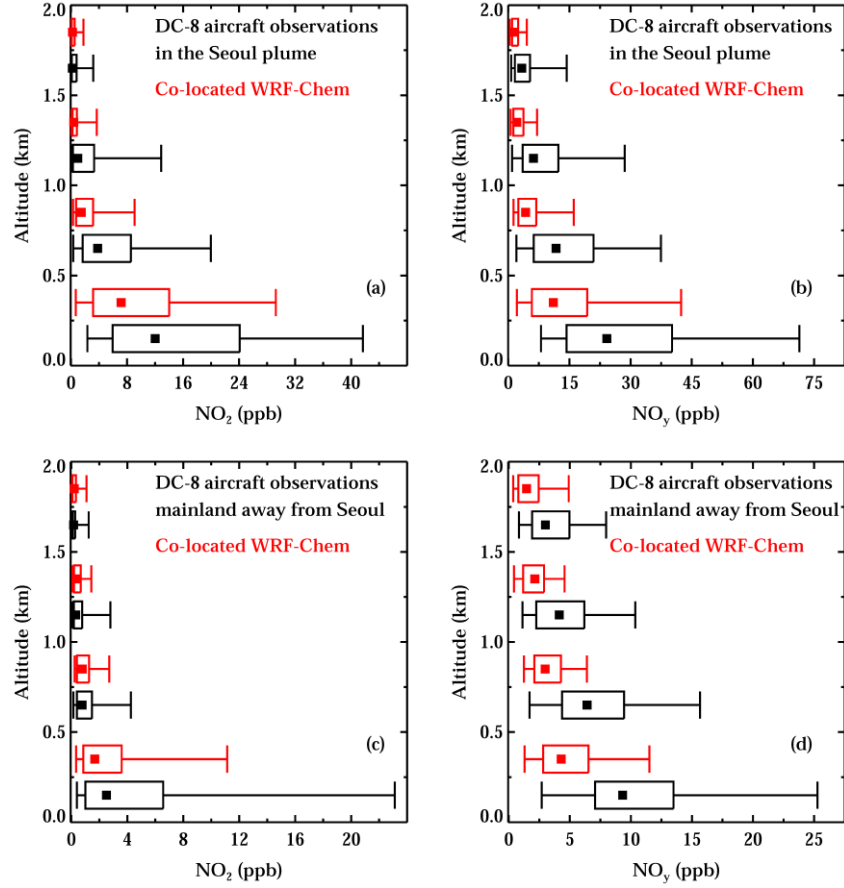 DC-8 aircraft observations
in the Seoul plume
Co-located WRF-Chem
(a)
Altitude (km)
2.0
1.5
1.0
0.5
0.0
0 8 16 24 32 40
NO₂ (ppb)
DC-8 aircraft observations
in the Seoul plume
Co-located WRF-Chem
(b)
Altitude (km)
2.0
1.5
1.0
0.5
0.0
0 15 30 45 60 75
NOy (ppb)
DC-8 aircraft observations
mainland away from Seoul
Co-located WRF-Chem
(c)
Altitude (km)
2.0
1.5
1.0
0.5
0.0
0 4 8 12 16 20 24
NO₂ (ppb)
DC-8 aircraft observations
mainland away from Seoul
Co-located WRF-Chem
(d)
Altitude (km)
2.0
1.5
1.0
0.5
0.0
0 5 10 15 20 25
NOy (ppb)